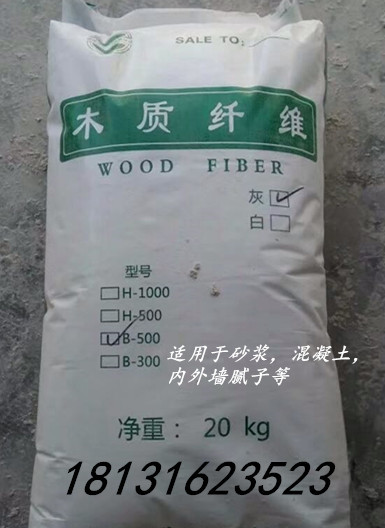 SALE TO:
木质纤维
WOOD FIBER
灰
白
型号
H-1000
H-500
B-500
B-300
适用于砂浆，混凝土，
内外墙腻子等
净重：20 kg
18131623523